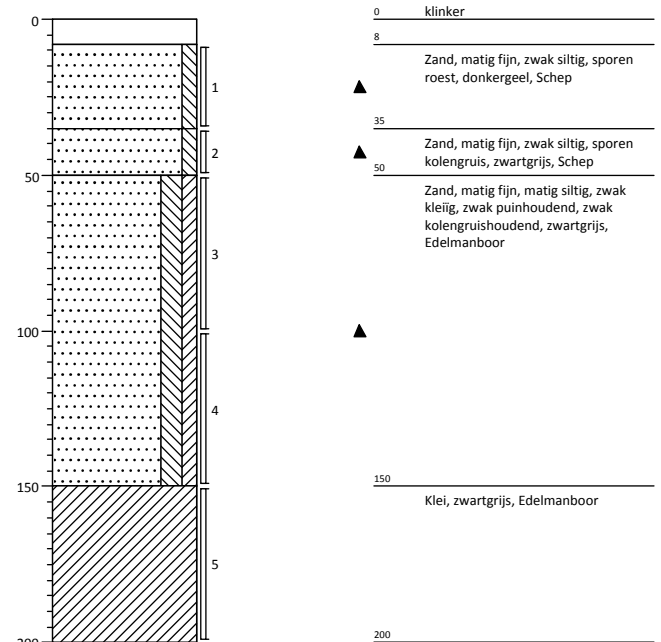 0
50
100
150
200
1
2
3
4
5
0
klinker
8
Zand, matig fijn, zwak siltig, sporen
roest, donkergeel, Schep
35
Zand, matig fijn, zwak siltig, sporen
kolengruis, zwartgrijs, Schep
50
Zand, matig fijn, matig siltig, zwak
kleiïg, zwak puinhoudend, zwak
kolengruishoudend, zwartgrijs,
Edelmanboor
150
Klei, zwartgrijs, Edelmanboor
200